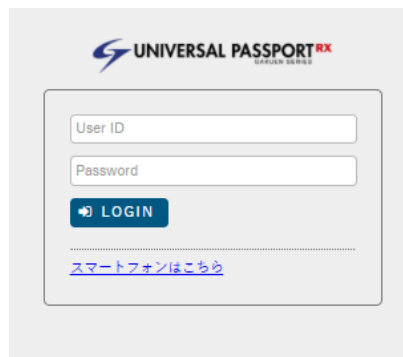 UNIVERSAL PASSPORT RX
GAKUEN SERIES
User ID
Password
LOGIN
スマートフォンはこちら